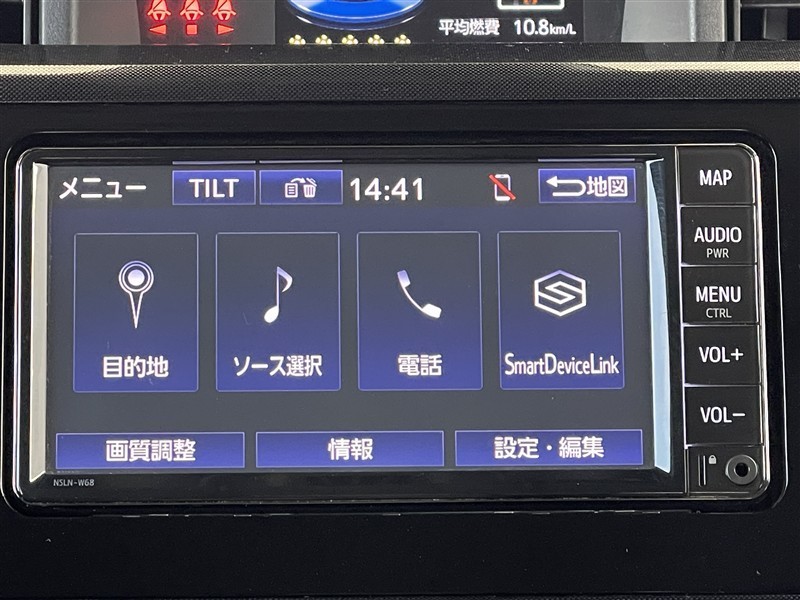 平均燃費 10.8km/L
メニュー TILT 14:41 地図
目的地 ソース選択 電話 SmartDeviceLink
画質調整 情報 設定・編集
NSLN-W68
MAP
AUDIO
PWR
MENU
CTRL
VOL+
VOL-